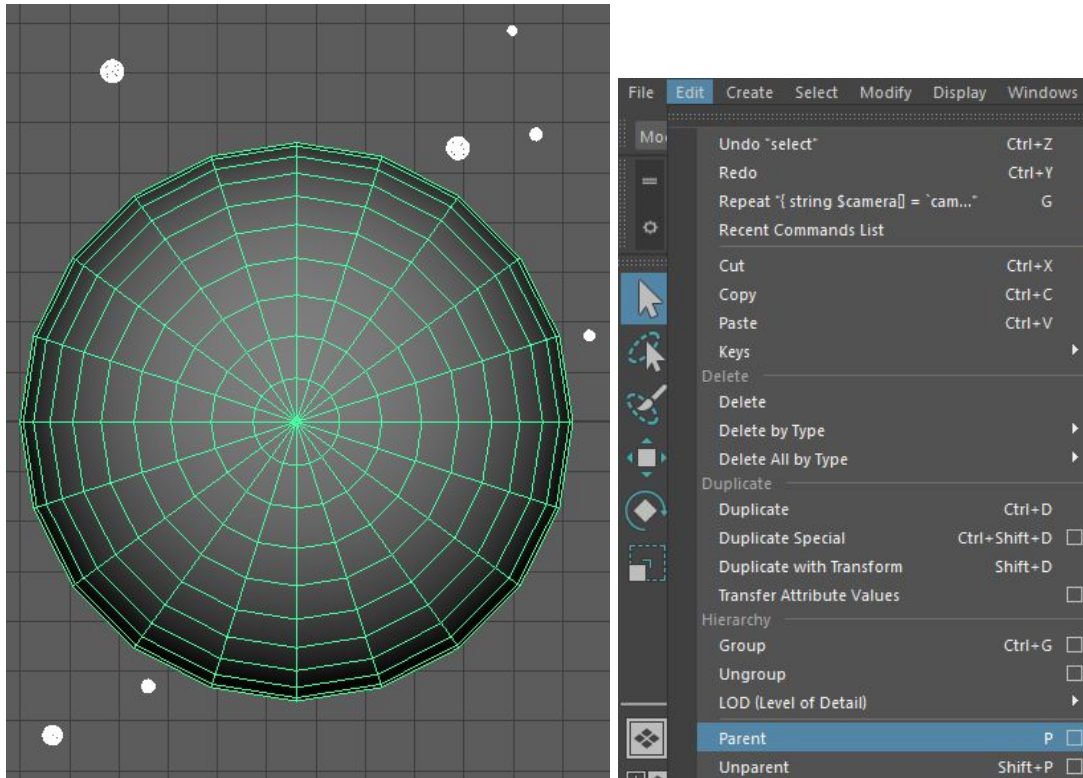 File Edit Create Select Modify Display Windows
Undo "select" Ctrl+Z
Redo Ctrl+Y
Repeat "{ string $camera[] = `cam..." G
Recent Commands List
Cut Ctrl+X
Copy Ctrl+C
Paste Ctrl+V
Keys
Delete
Delete
Delete by Type
Delete All by Type
Duplicate
Duplicate Ctrl+D
Duplicate Special Ctrl+Shift+D
Duplicate with Transform Shift+D
Transfer Attribute Values
Hierarchy
Group Ctrl+G
Ungroup
LOD (Level of Detail)
Parent P
Unparent Shift+P